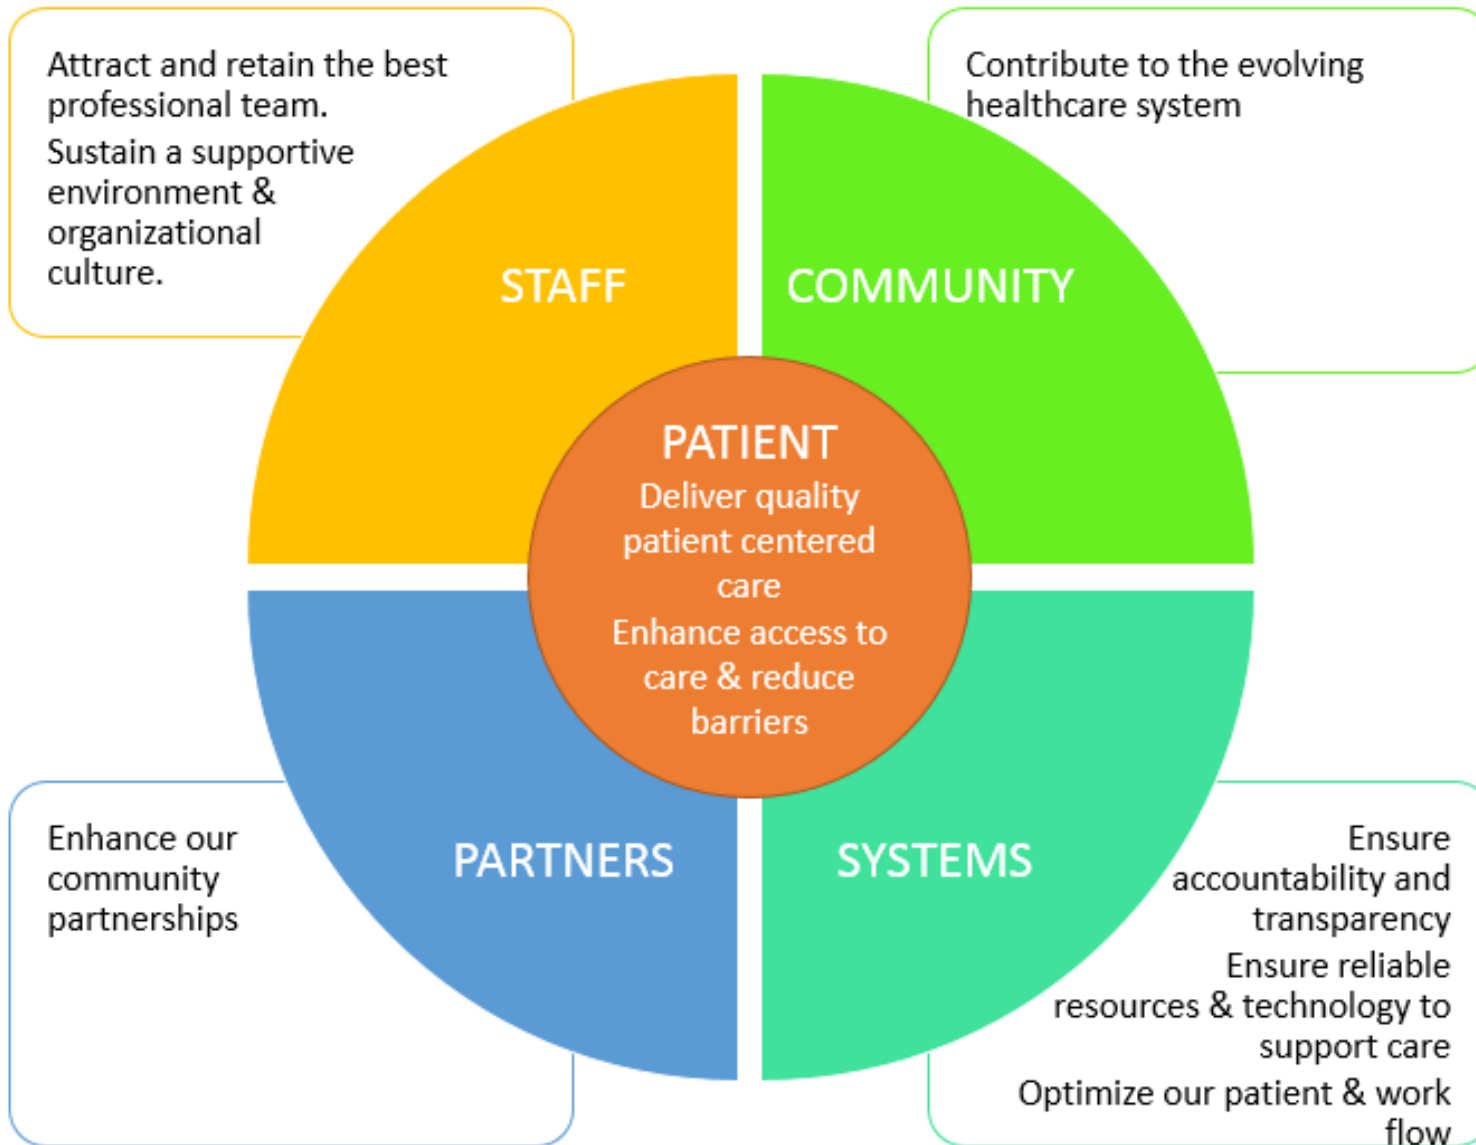 Attract and retain the best
professional team.
Sustain a supportive
environment &
organizational
culture.
Contribute to the evolving
healthcare system
STAFF
COMMUNITY
PATIENT
Deliver quality
patient centered
care
Enhance access to
care & reduce
barriers
PARTNERS
SYSTEMS
Enhance our
community
partnerships
Ensure
accountability and
transparency
Ensure reliable
resources & technology to
support care
Optimize our patient & work
flow